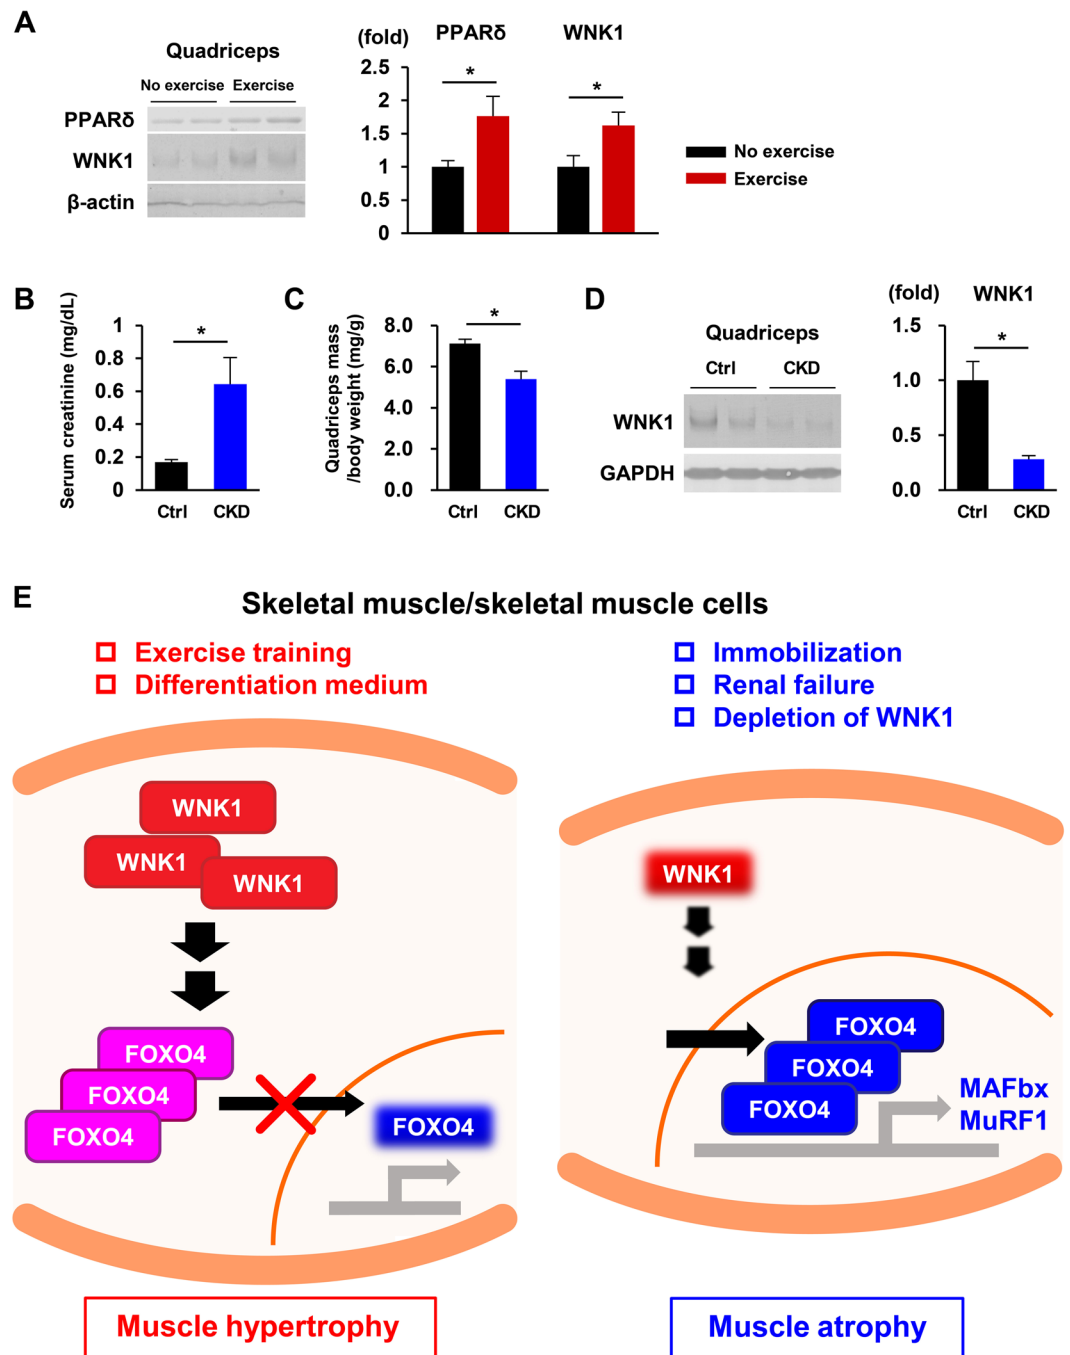 A
Quadriceps
No exercise Exercise
PPARδ
WNK1
β-actin
(fold)
PPARδ WNK1
2.5
2
1.5
1
0.5
0
*
*
No exercise
Exercise
B
Serum creatinine (mg/dL)
1
0.8
0.6
0.4
0.2
0
*
Ctrl CKD
C
Quadriceps mass
/body weight (mg/g)
8.0
6.0
4.0
2.0
0.0
*
Ctrl CKD
D
Quadriceps
Ctrl CKD
WNK1
GAPDH
(fold) WNK1
1.5
1.0
0.5
0.0
*
Ctrl CKD
E
Skeletal muscle/skeletal muscle cells
Exercise training
Differentiation medium
Immobilization
Renal failure
Depletion of WNK1
WNK1
WNK1
WNK1
FOXO4
FOXO4
FOXO4
FOXO4
WNK1
FOXO4
FOXO4
FOXO4
MAFbx
MuRF1
Muscle hypertrophy
Muscle atrophy